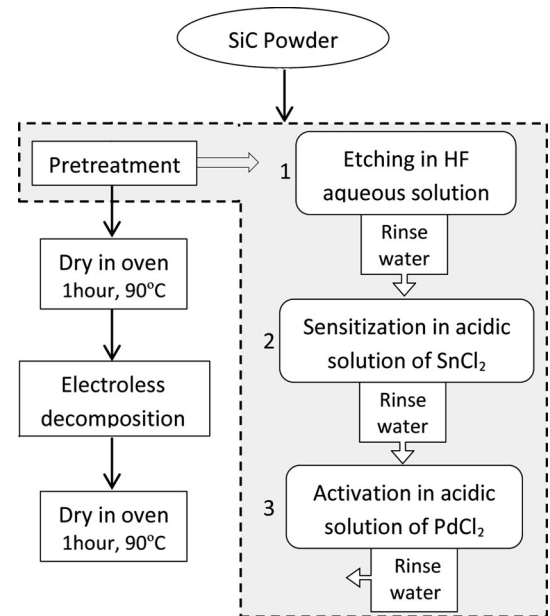 SiC Powder
Pretreatment
1
Etching in HF
aqueous solution
Rinse
water
Dry in oven
1hour, 90°C
2
Sensitization in acidic
solution of SnCl₂
Rinse
water
Electroless
decomposition
3
Activation in acidic
solution of PdCl₂
Rinse
water
Dry in oven
1hour, 90°C